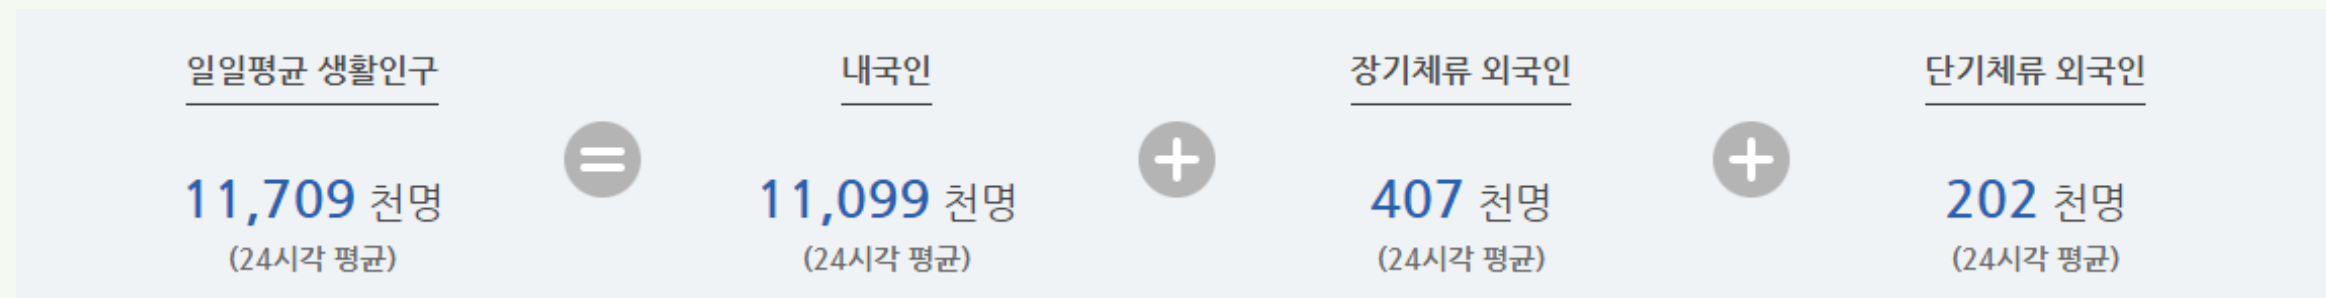 일일평균 생활인구
내국인
장기체류 외국인
단기체류 외국인
11,709 천명
=
11,099 천명
+
407 천명
+
202 천명
(24시각 평균)
(24시각 평균)
(24시각 평균)
(24시각 평균)